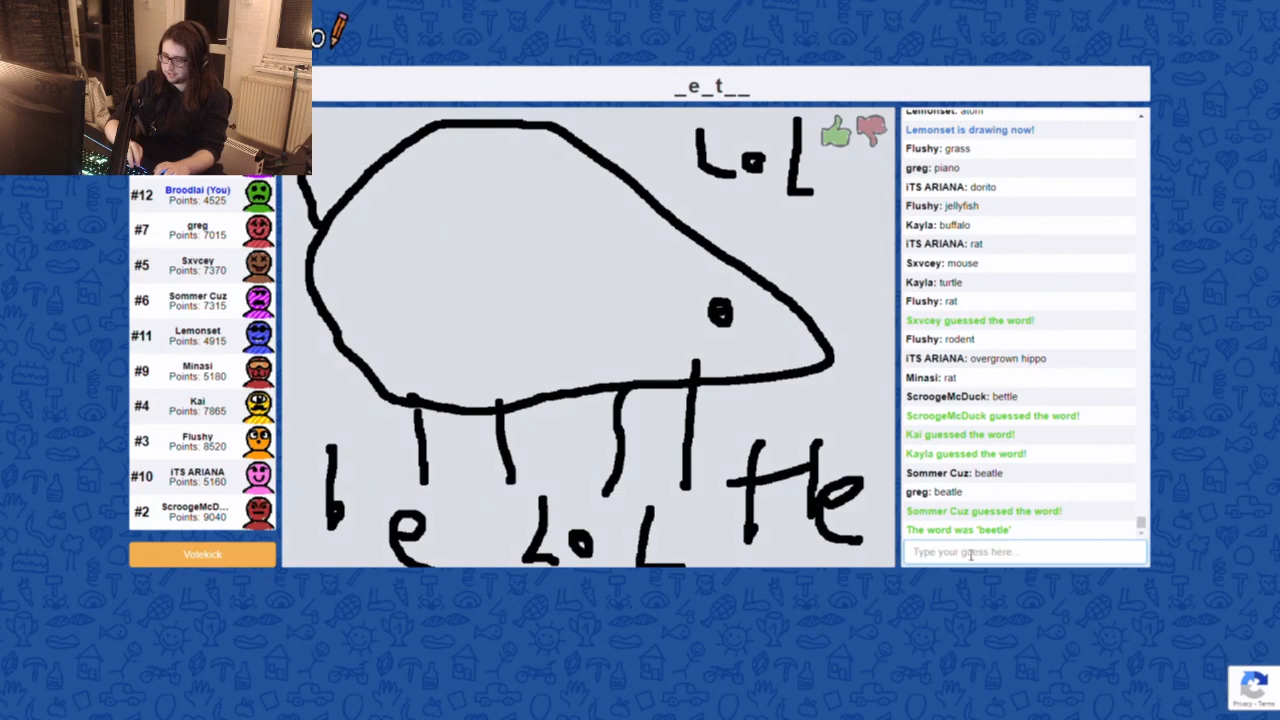 o
_e_t__
#12 Broodlai (You)
Points: 4525
#7 greg
Points: 7015
#5 Sxvcey
Points: 7370
#6 Sommer Cuz
Points: 7315
#11 Lemonset
Points: 4915
#9 Minasi
Points: 5180
#4 Kai
Points: 7865
#3 Flushy
Points: 8520
#10 iTS ARIANA
Points: 5160
#2 ScroogeMcD...
Points: 9040
Votekick
LoL
b e LoL tle
Lemonset: atom
Lemonset is drawing now!
Flushy: grass
greg: piano
iTS ARIANA: dorito
Flushy: jellyfish
Kayla: buffalo
iTS ARIANA: rat
Sxvcey: mouse
Kayla: turtle
Flushy: rat
Sxvcey guessed the word!
Flushy: rodent
iTS ARIANA: overgrown hippo
Minasi: rat
ScroogeMcDuck: bettle
ScroogeMcDuck guessed the word!
Kai guessed the word!
Kayla guessed the word!
Sommer Cuz: beatle
greg: beatle
Sommer Cuz guessed the word!
The word was 'beetle'
Type your guess here...
Privacy - Terms